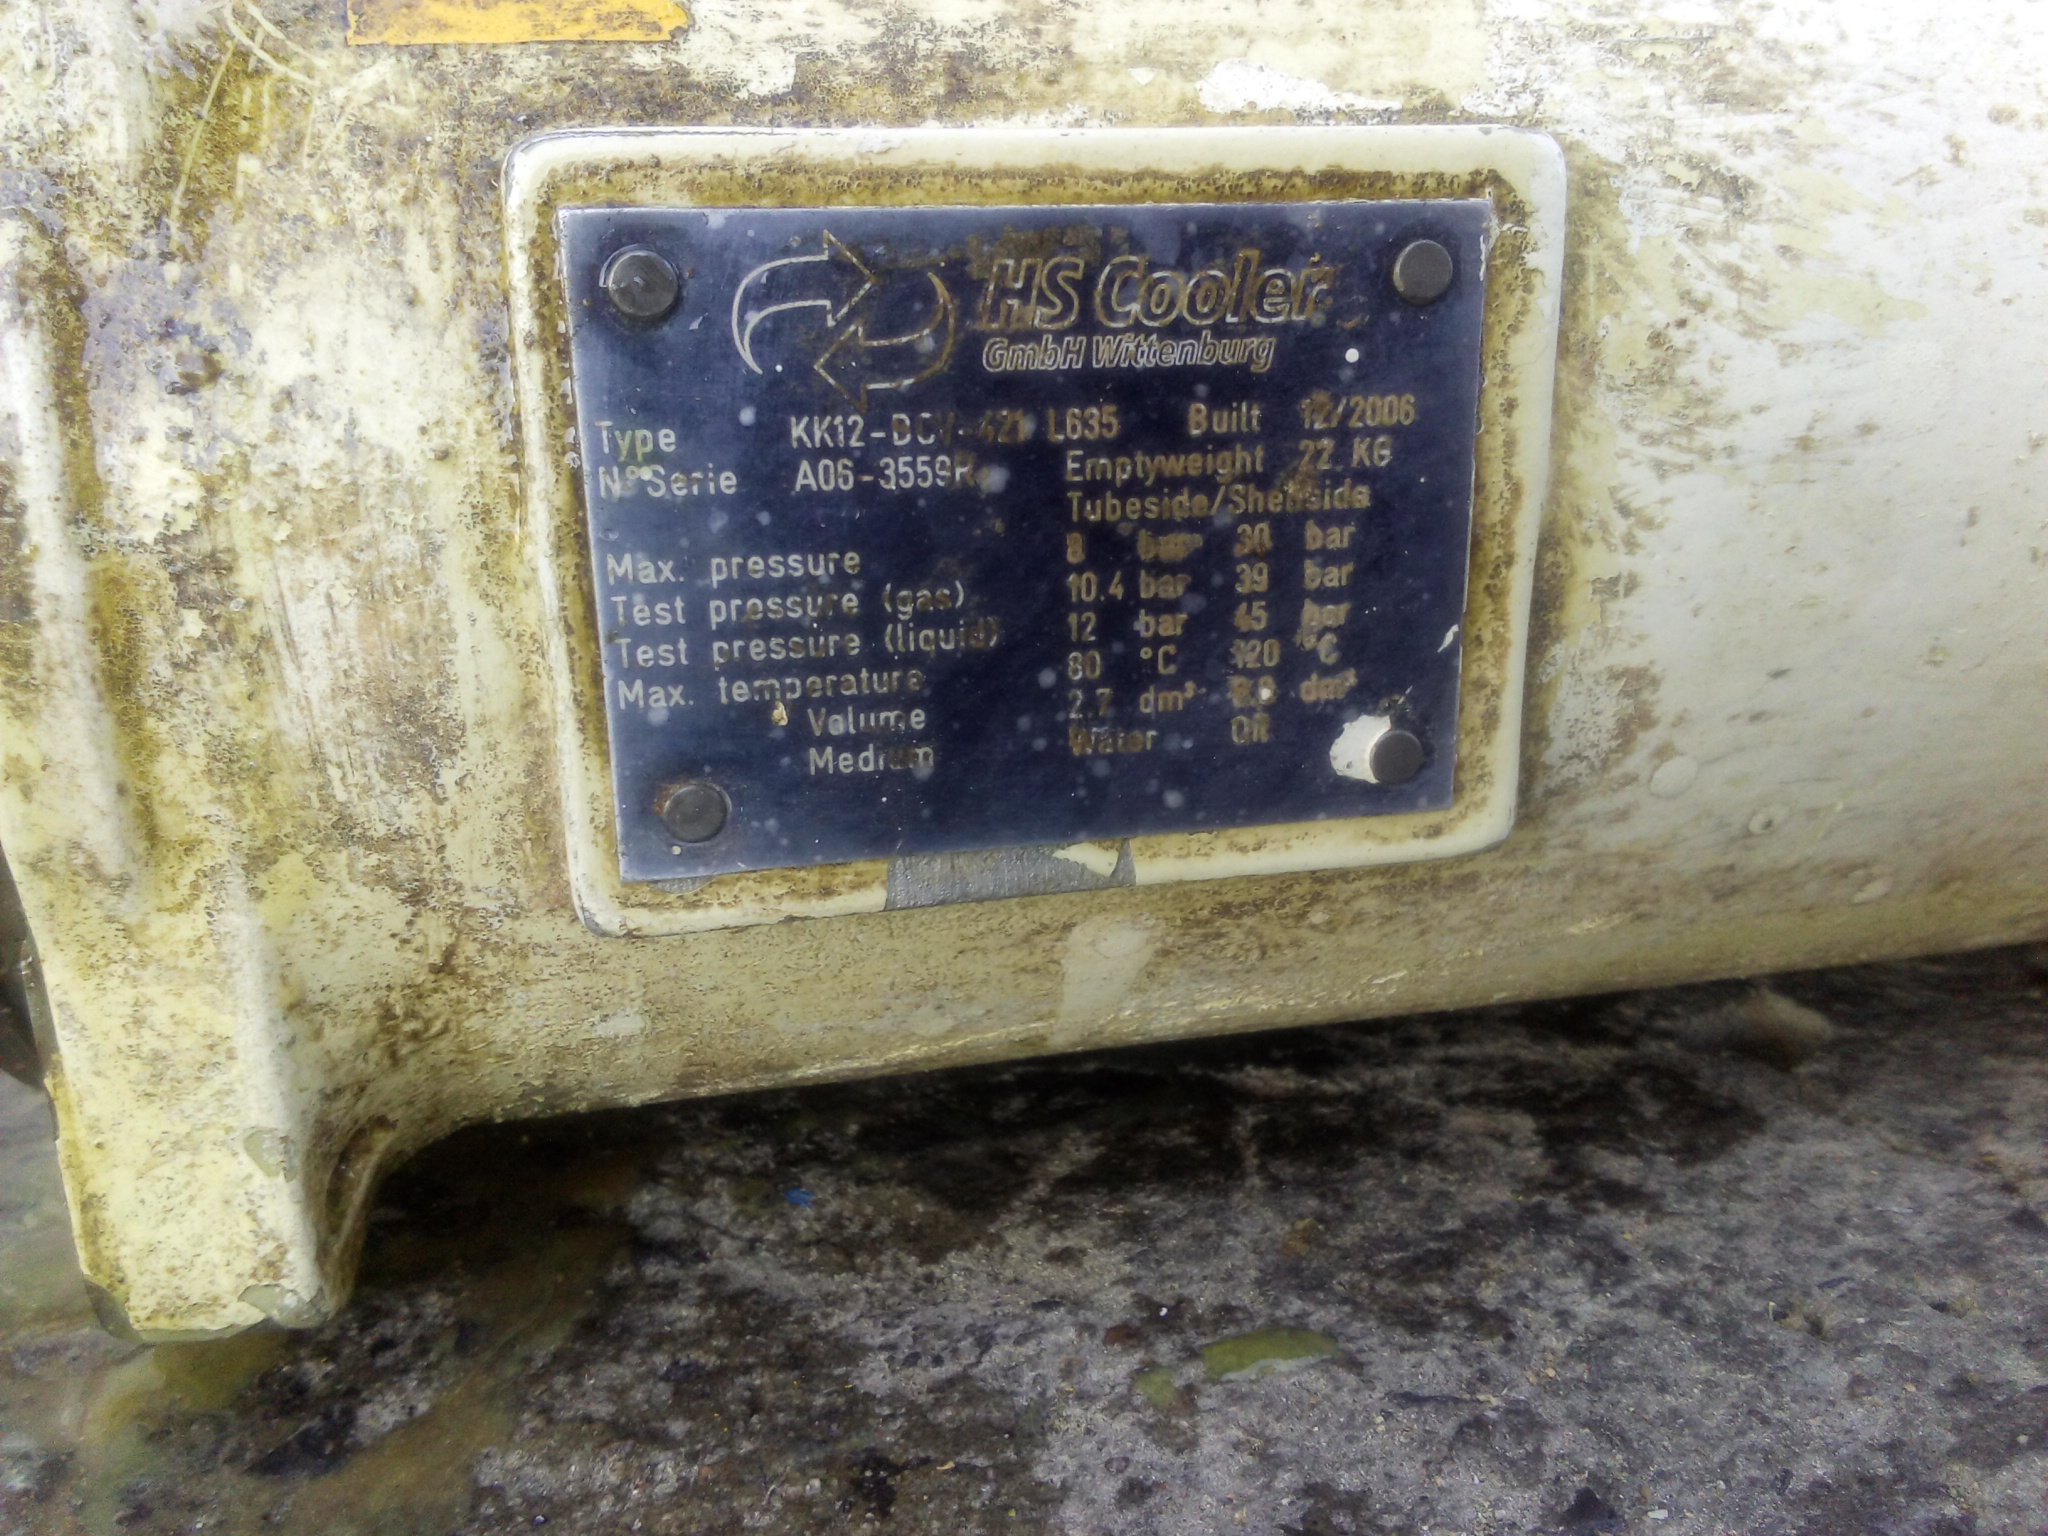 HS Cooler
GmbH Wittenburg
Type KK12-BCV-421 L635 Built 12/2006
N° Serie A06-3559R Emptyweight 22 KG
Tubeside/Shellside
Max. pressure 8 bar 30 bar
Test pressure (gas) 10.4 bar 39 bar
Test pressure (liquid) 12 bar 45 bar
Max. temperature 80 °C 120 °C
Volume 2.7 dm³ dm³
Medium Water Oil